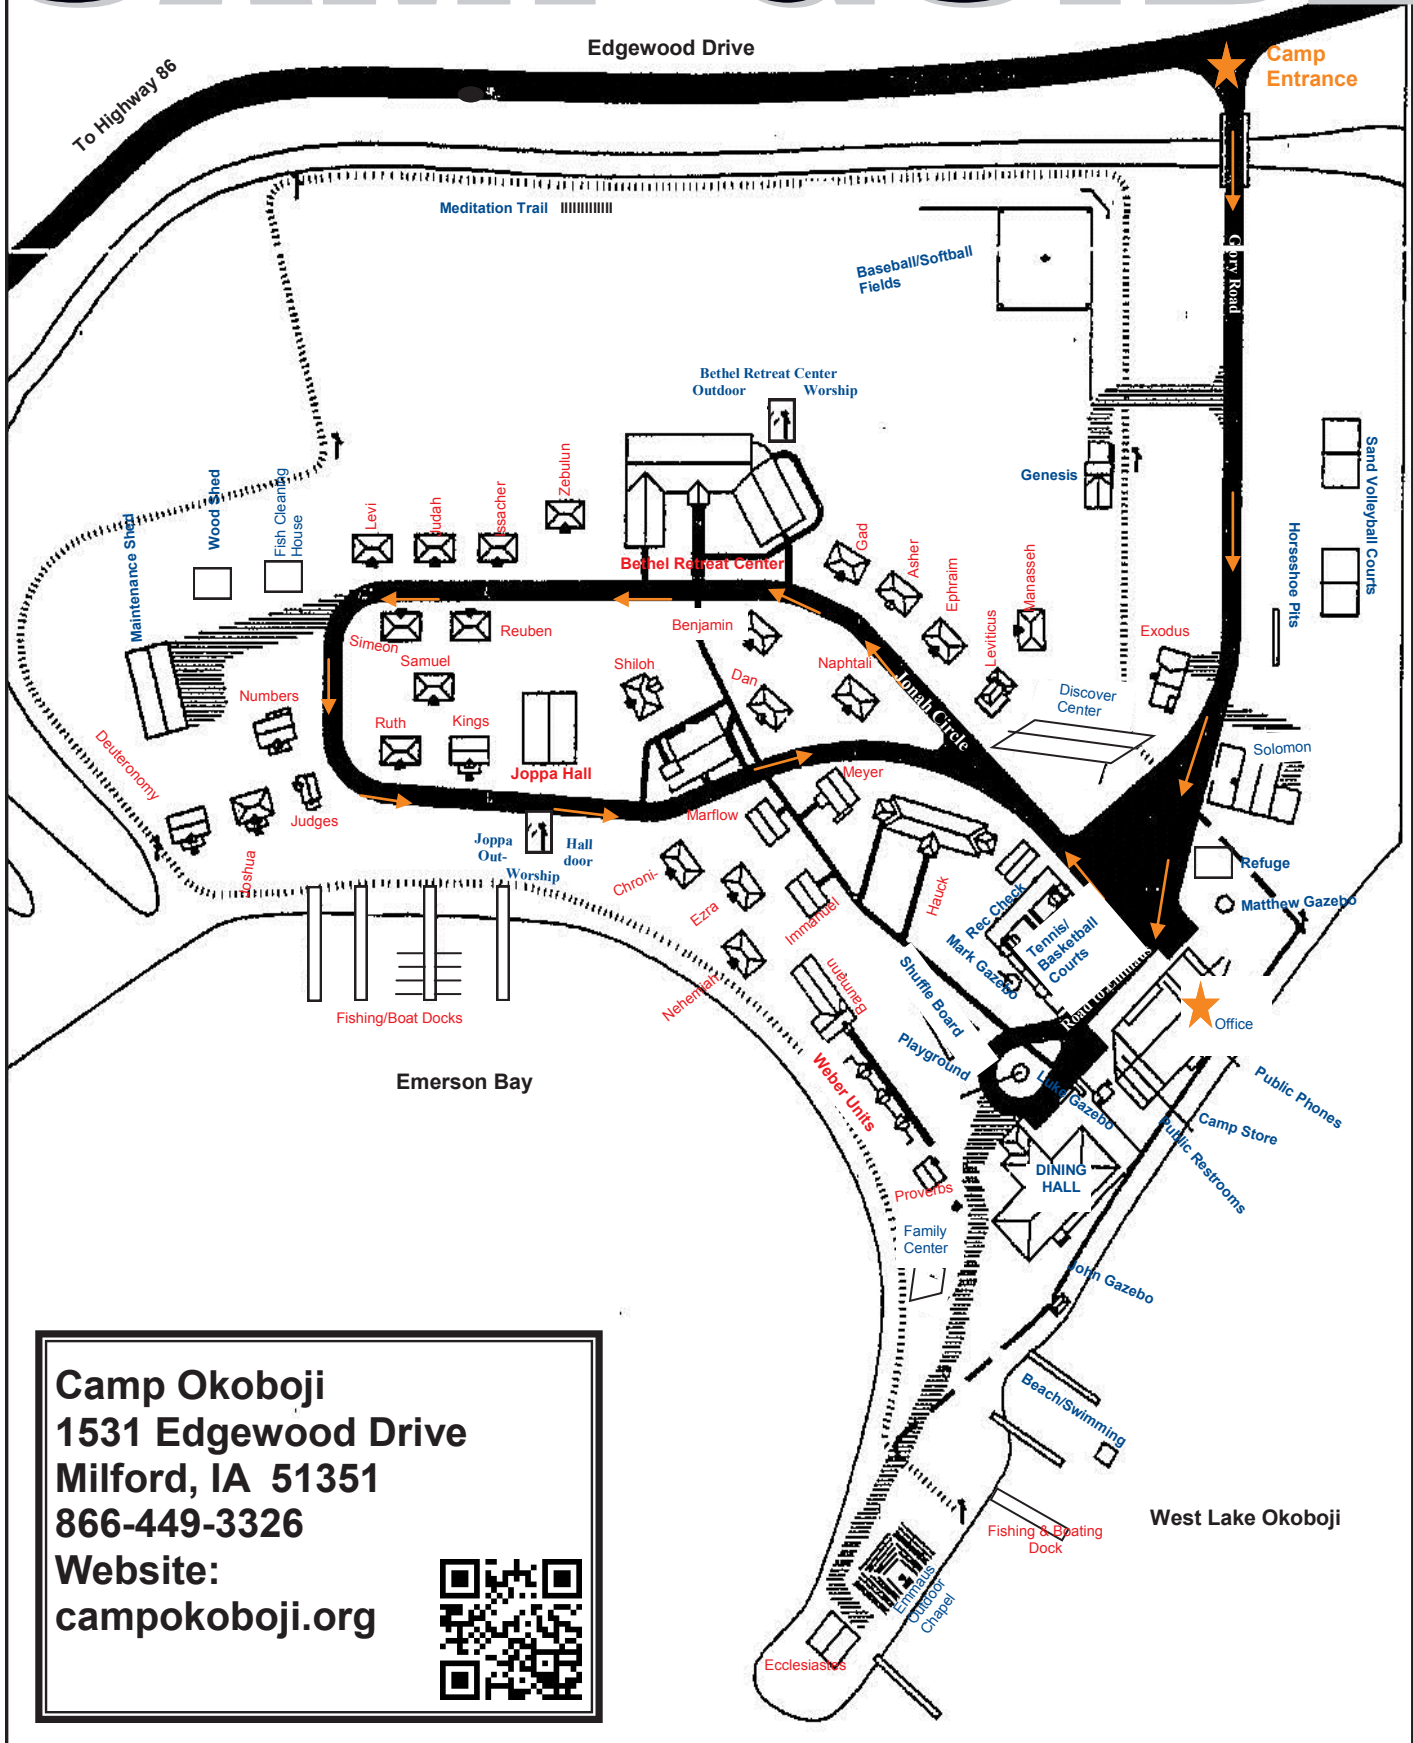 Edgewood Drive
Camp
Entrance
To Highway 86
Meditation Trail
Baseball/Softball
Fields
Glory Road
Bethel Retreat Center
Outdoor Worship
Genesis
Sand Volleyball Courts
Horseshoe Pits
Wood Shed
Fish Cleaning
House
Maintenance Shed
Levi
Judah
Issacher
Zebulun
Bethel Retreat Center
Gad
Asher
Ephraim
Manasseh
Leviticus
Exodus
Simeon
Reuben
Benjamin
Samuel
Shiloh
Dan
Naphtali
Jonah Circle
Discover
Center
Numbers
Ruth
Kings
Joppa Hall
Solomon
Deuteronomy
Judges
Joshua
Joppa Hall
Out- door
Worship
Meyer
Marflow
Chroni-
Ezra
Immanuel
Hauck
Rec Check
Tennis/
Basketball
Courts
Mark Gazebo
Refuge
Matthew Gazebo
Nehemiah
Baumann
Shuffle Board
Playground
Road to Emmaus
Office
Fishing/Boat Docks
Emerson Bay
Weber Units
Luke Gazebo
Public Phones
Camp Store
Public Restrooms
DINING
HALL
Proverbs
Family
Center
John Gazebo
Beach/Swimming
West Lake Okoboji
Fishing & Boating
Dock
Emmaus
Outdoor
Chapel
Ecclesiastes
Camp Okoboji
1531 Edgewood Drive
Milford, IA 51351
866-449-3326
Website:
campokoboji.org